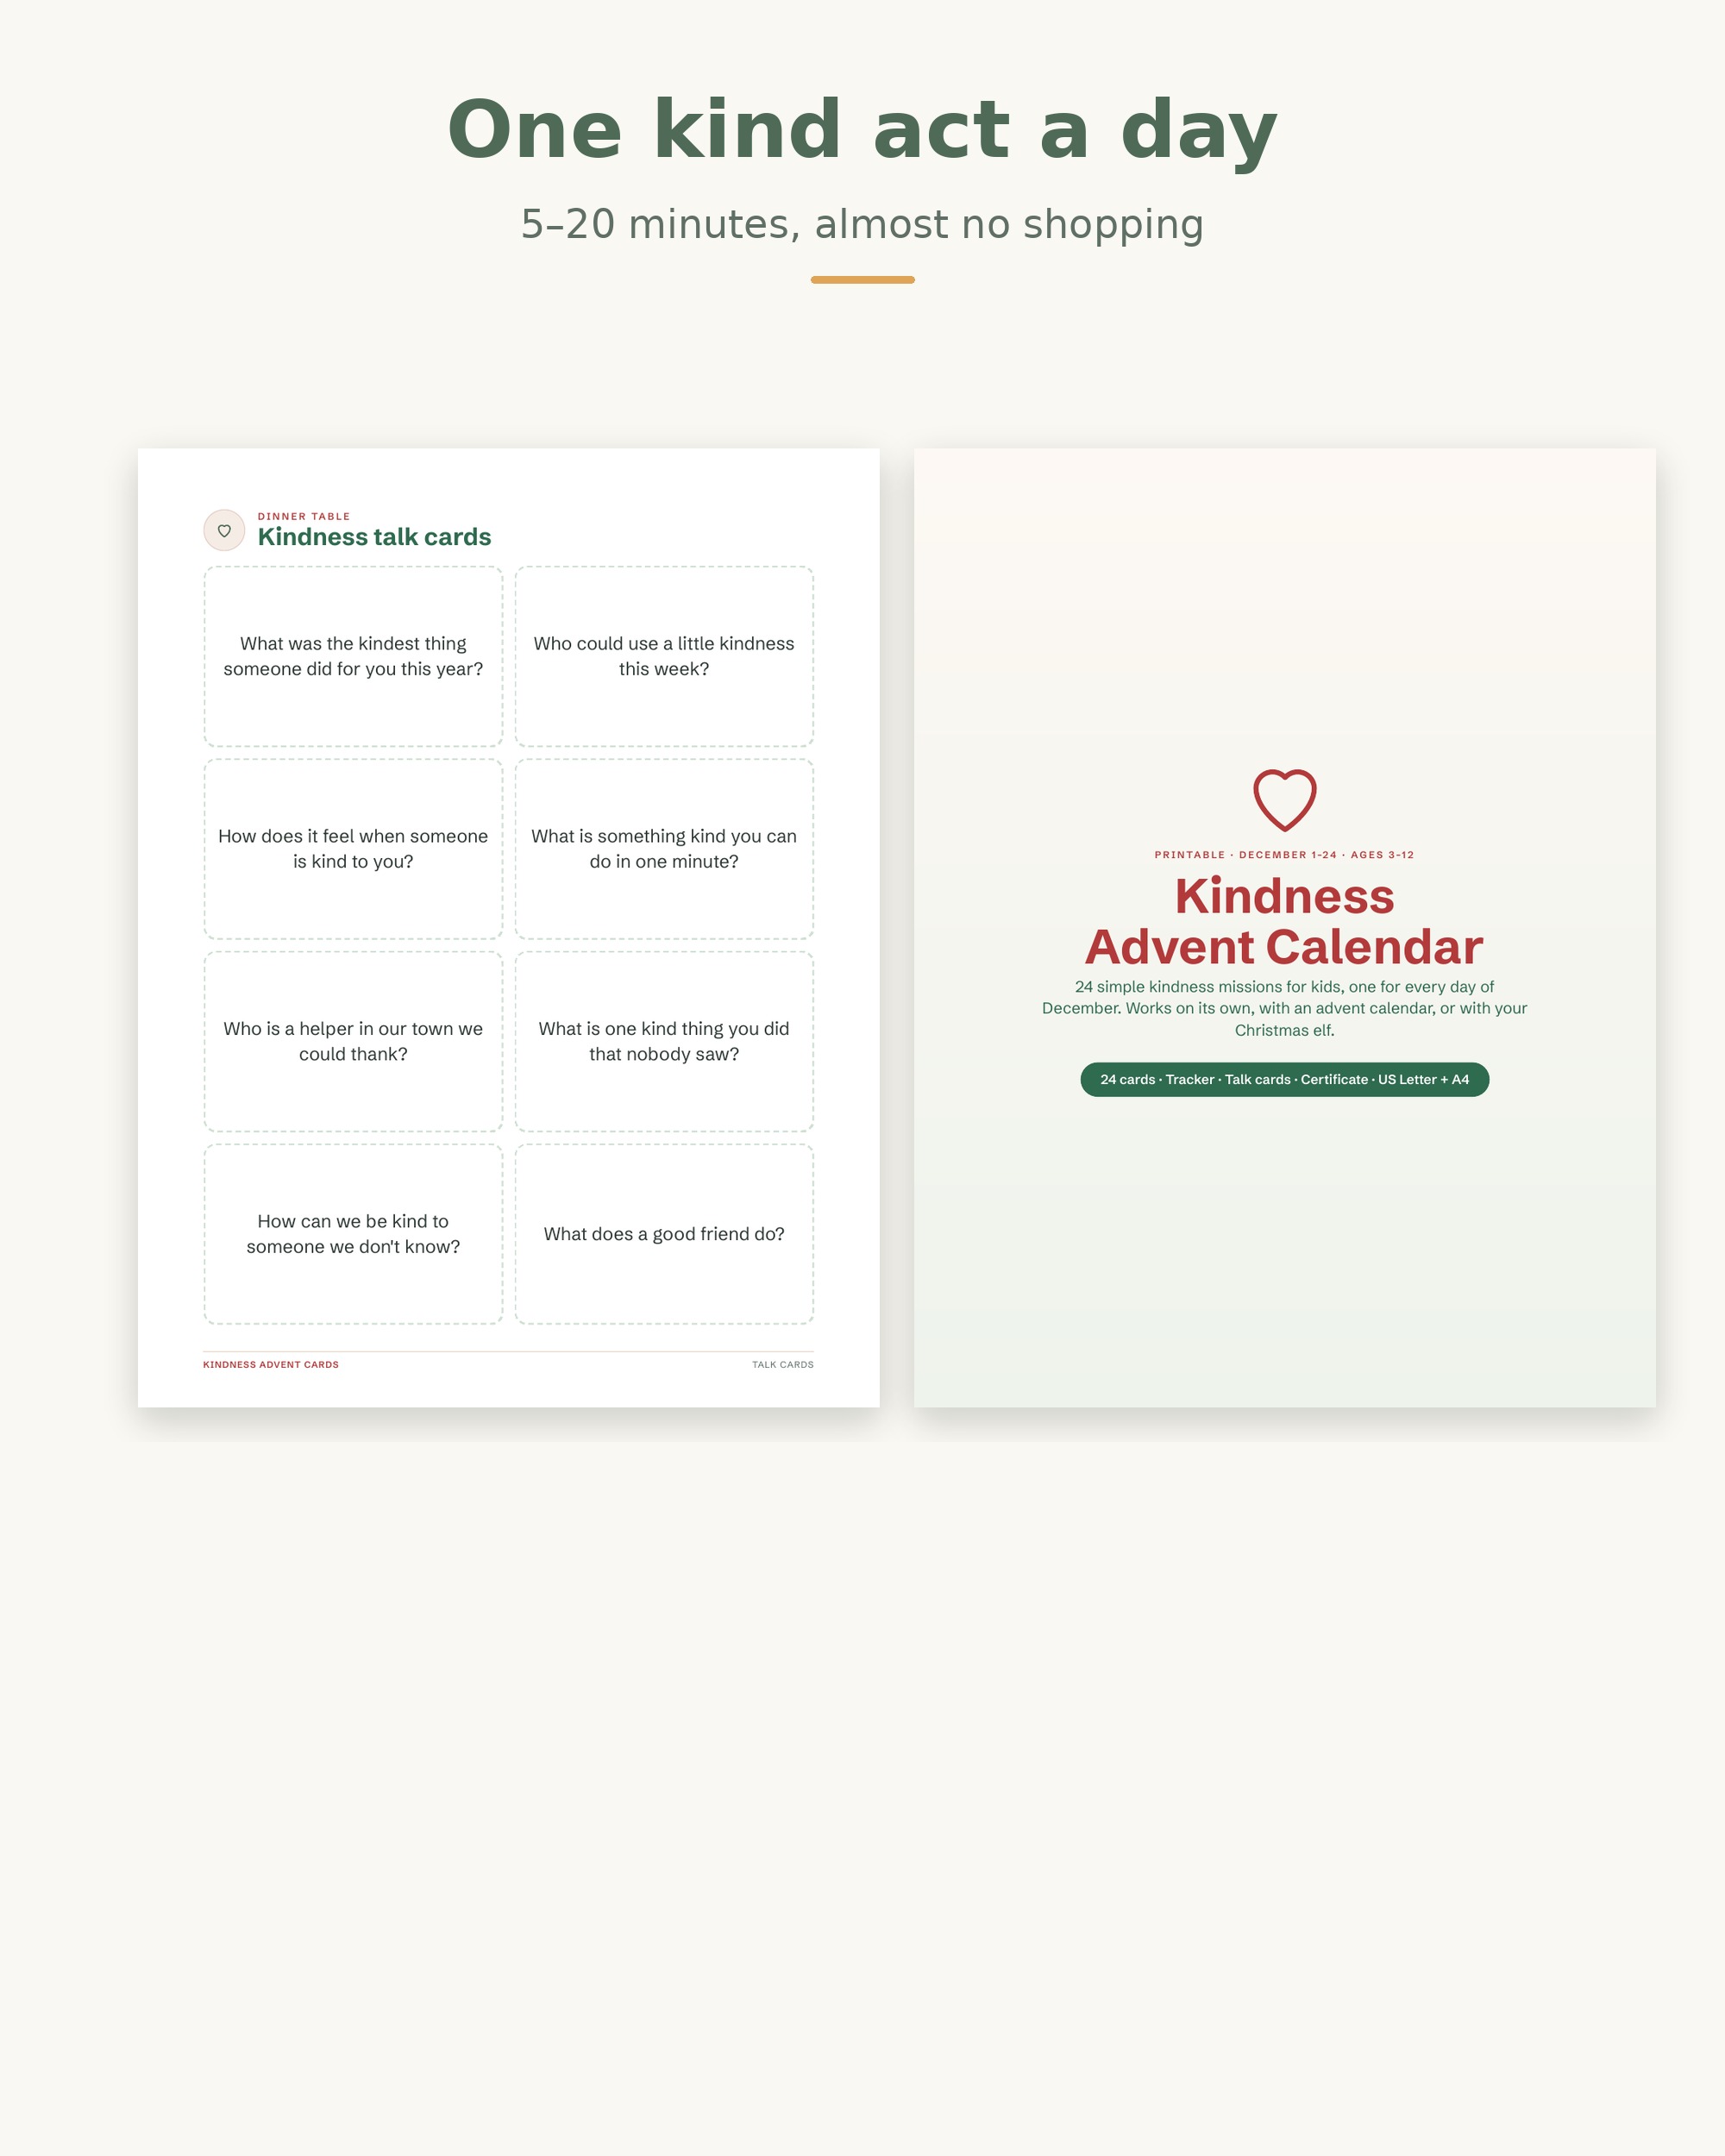 One kind act a day
5–20 minutes, almost no shopping
DINNER TABLE
Kindness talk cards
What was the kindest thing
someone did for you this year?
Who could use a little kindness
this week?
How does it feel when someone
is kind to you?
What is something kind you can
do in one minute?
Who is a helper in our town we
could thank?
What is one kind thing you did
that nobody saw?
How can we be kind to
someone we don't know?
What does a good friend do?
KINDNESS ADVENT CARDS
TALK CARDS
PRINTABLE · DECEMBER 1-24 · AGES 3-12
Kindness
Advent Calendar
24 simple kindness missions for kids, one for every day of
December. Works on its own, with an advent calendar, or with your
Christmas elf.
24 cards · Tracker · Talk cards · Certificate · US Letter + A4